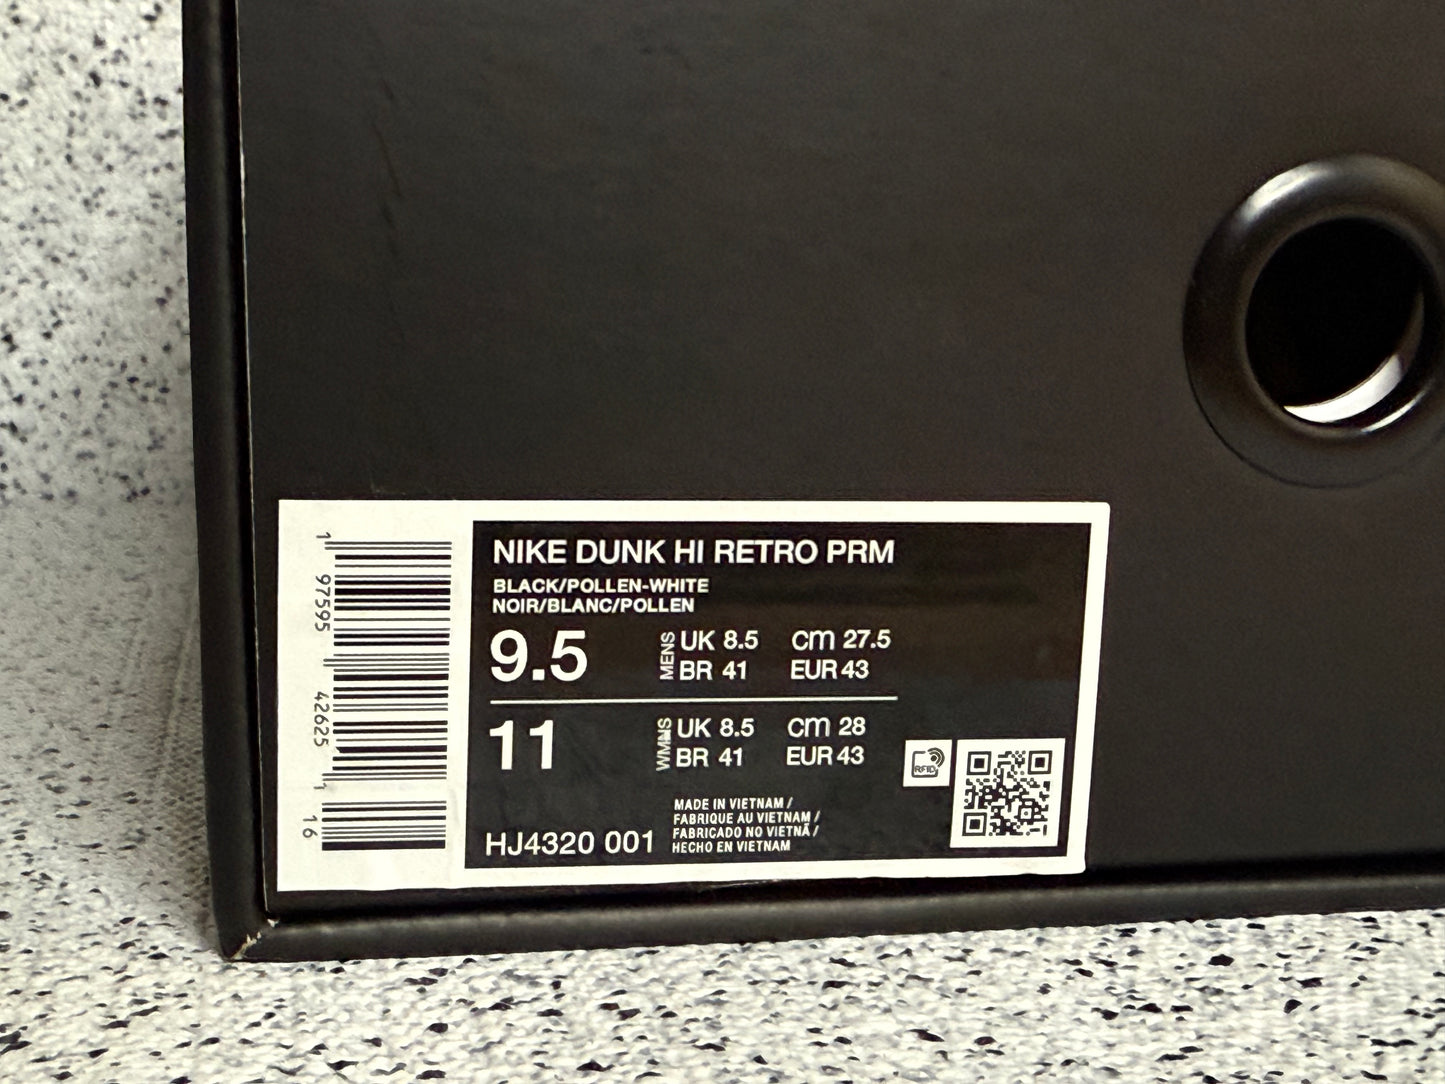 NIKE DUNK HI RETRO PRM
BLACK/POLLEN-WHITE
NOIR/BLANC/POLLEN
9.5 MENS UK 8.5 cm 27.5
BR 41 EUR 43
11 WMNS UK 8.5 cm 28
BR 41 EUR 43
HJ4320 001
MADE IN VIETNAM /
FABRIQUE AU VIETNAM /
FABRICADO NO VIETNÃ /
HECHO EN VIETNAM
RFID
1 97595 42625 1 16